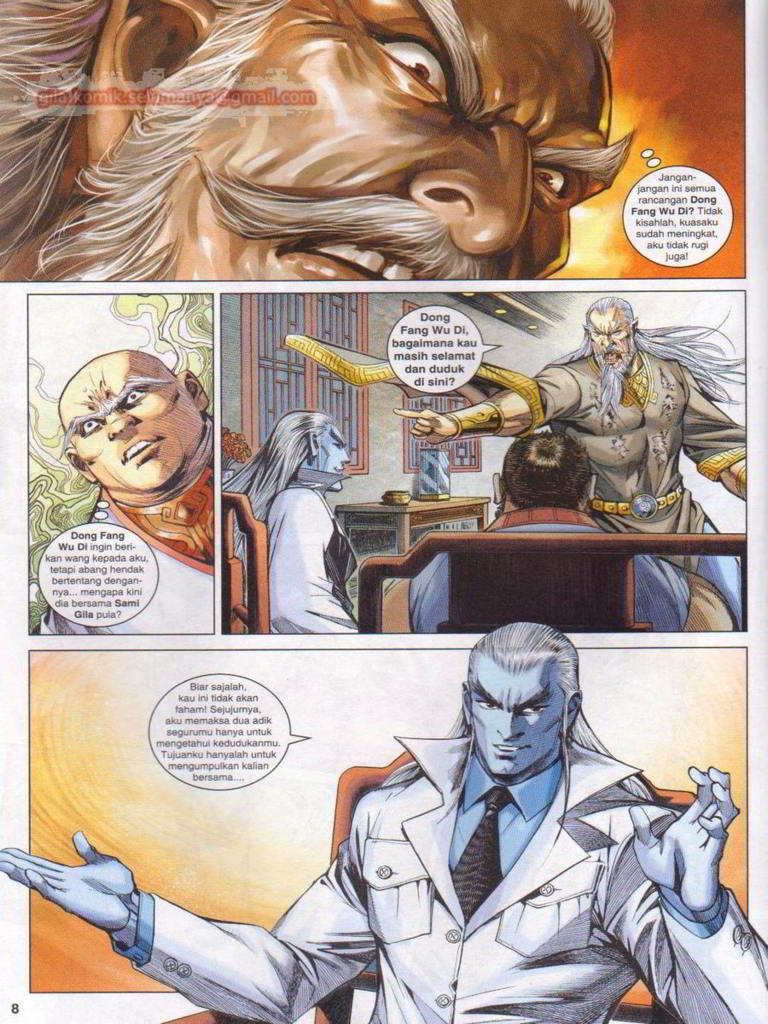 gila.komik.selamanya@gmail.com
Jangan-
jangan ini semua
rancangan Dong
Fang Wu Di? Tidak
kisahlah, kuasaku
sudah meningkat,
aku tidak rugi
juga!
Dong Fang
Wu Di ingin beri-
kan wang kepada aku,
tetapi abang hendak
bertentang dengan-
nya... mengapa kini
dia bersama Sami
Gila pula?
Dong
Fang Wu Di,
bagaimana kau
masih selamat
dan duduk
di sini?
Biar sajalah,
kau ini tidak akan
faham! Sejujurnya,
aku memaksa dua adik
segurumu hanya untuk
mengetahui kedudukanmu.
Tujuanku hanyalah untuk
mengumpulkan kalian
bersama....
8